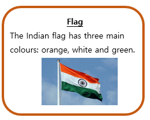 Flag
The Indian flag has three main
colours: orange, white and green.